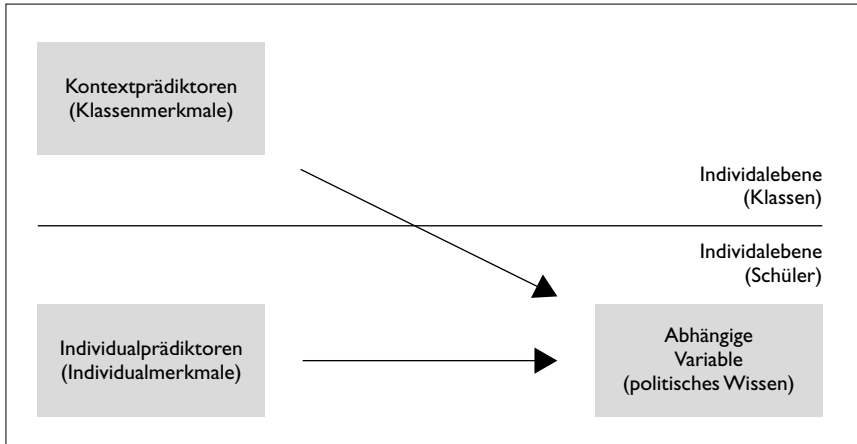 Kontextprädiktoren
(Klassenmerkmale)
Individalebene
(Klassen)
Individalebene
(Schüler)
Individualprädiktoren
(Individualmerkmale)
Abhängige
Variable
(politisches Wissen)